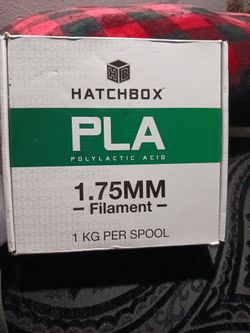 HATCHBOX
PLA
POLYLACTIC ACID
1.75MM
Filament
1 KG PER SPOOL